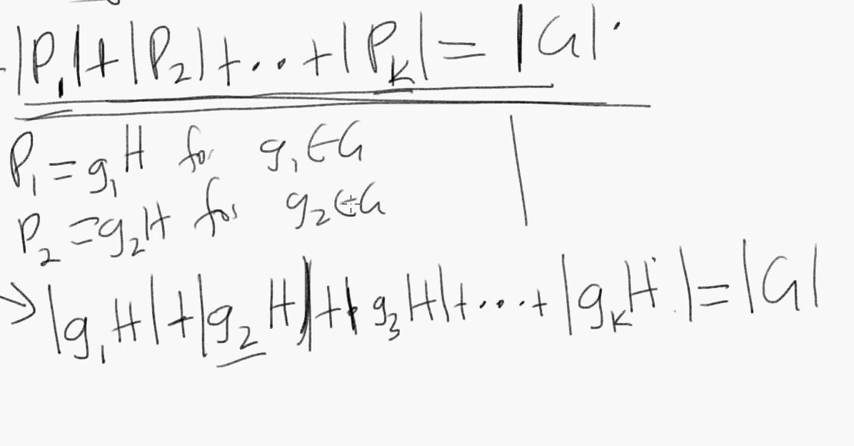 |P₁|+|P₂|+...+|Pₖ|=|G|.
P₁=g₁H for g₁∈G
P₂=g₂H for g₂∈G
→|g₁H|+|g₂H|+|g₃H|+...+|gₖH|=|G|